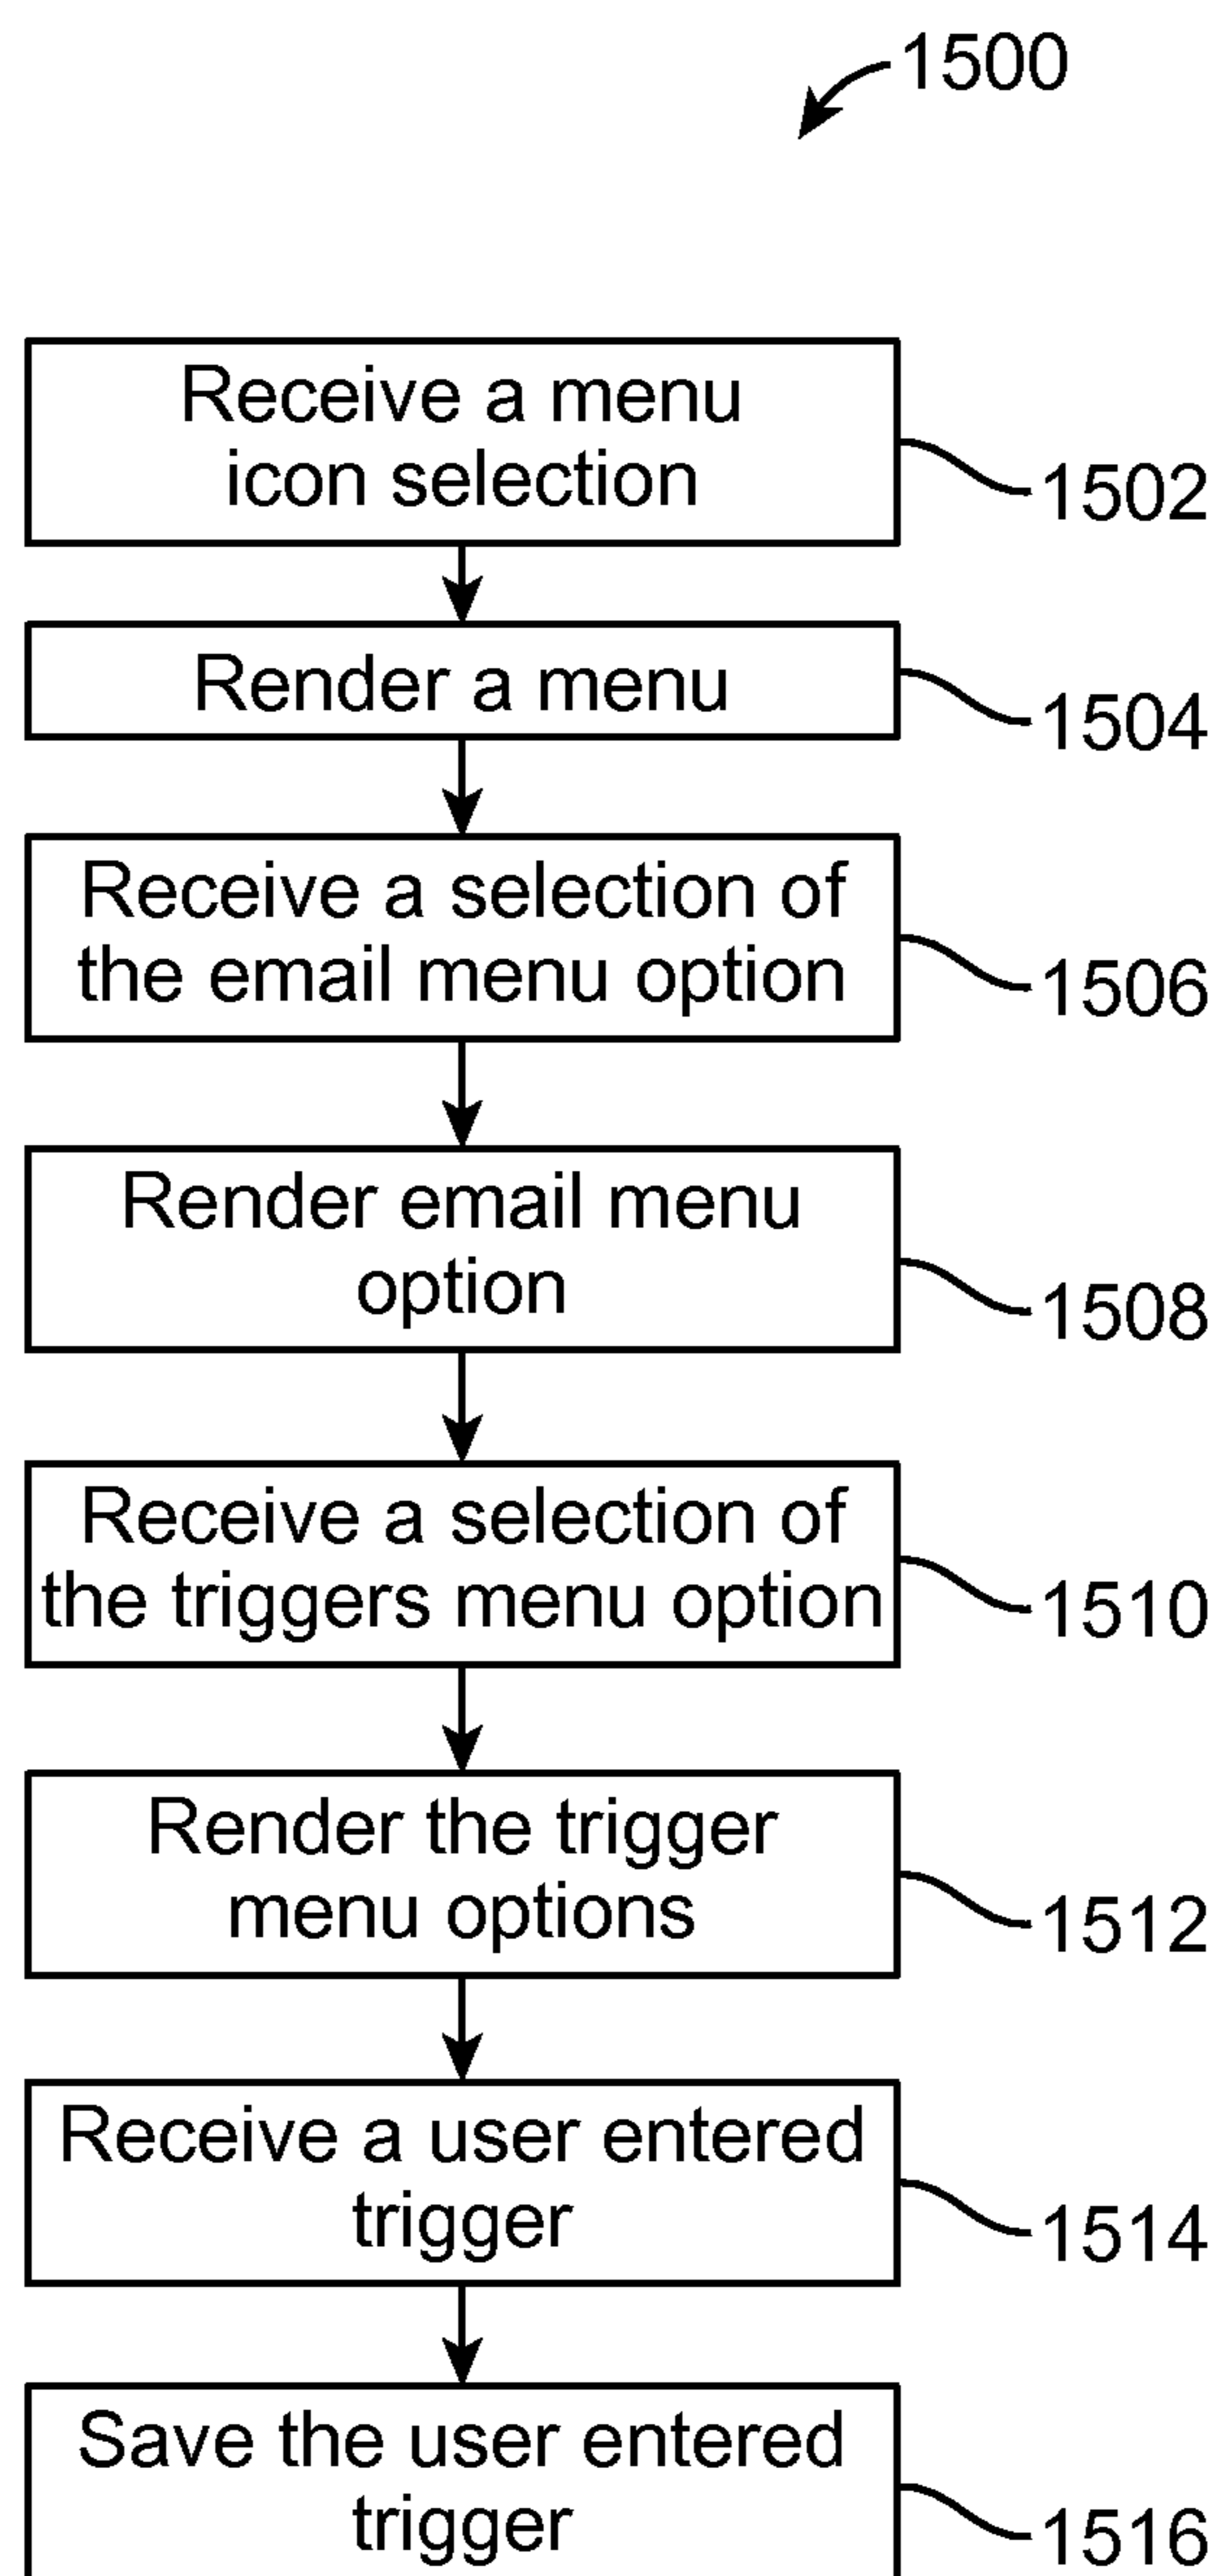 1500
Receive a menu
icon selection
1502
Render a menu
1504
Receive a selection of
the email menu option
1506
Render email menu
option
1508
Receive a selection of
the triggers menu option
1510
Render the trigger
menu options
1512
Receive a user entered
trigger
1514
Save the user entered
trigger
1516